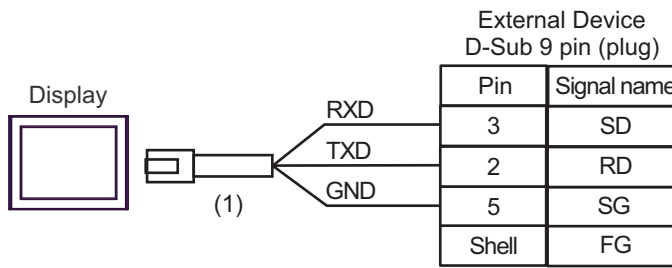 External Device
D-Sub 9 pin (plug)
Display
Pin Signal name
RXD
3 SD
TXD
2 RD
GND
5 SG
(1)
Shell FG